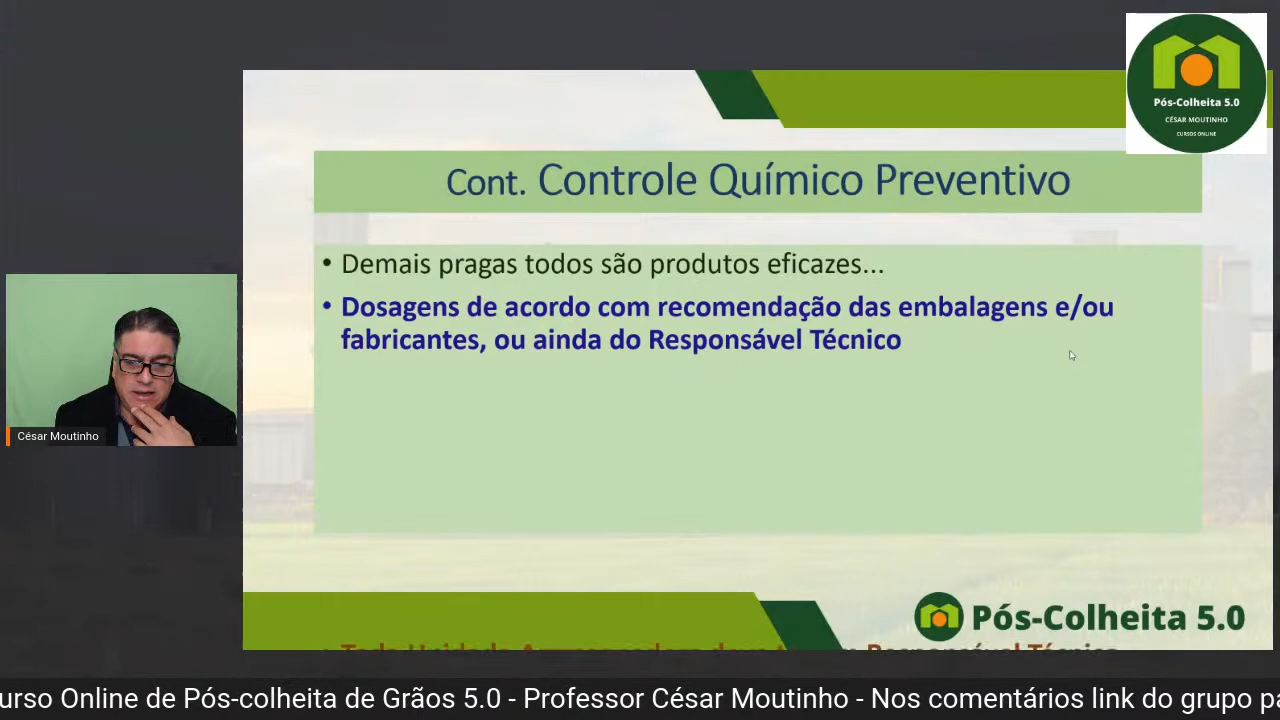 Pós-Colheita 5.0
CÉSAR MOUTINHO
CURSOS ONLINE
Cont. Controle Químico Preventivo
• Demais pragas todos são produtos eficazes...
• Dosagens de acordo com recomendação das embalagens e/ou
fabricantes, ou ainda do Responsável Técnico
César Moutinho
Pós-Colheita 5.0
Responsável Técnico
urso Online de Pós-colheita de Grãos 5.0 - Professor César Moutinho - Nos comentários link do grupo pa